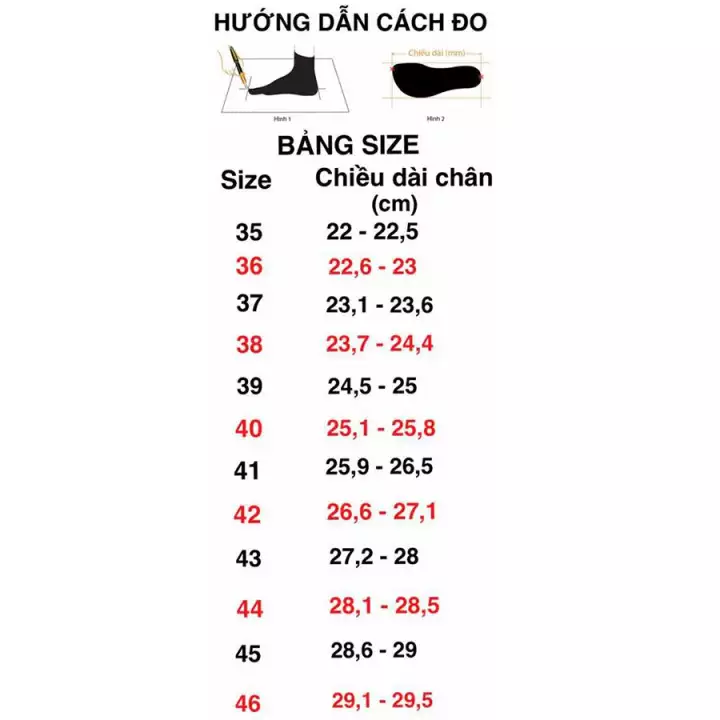 HƯỚNG DẪN CÁCH ĐO
Chiều dài (mm)
Hình 1
Hình 2
BẢNG SIZE
Size Chiều dài chân
(cm)
35 22 - 22,5
36 22,6 - 23
37 23,1 - 23,6
38 23,7 - 24,4
39 24,5 - 25
40 25,1 - 25,8
41 25,9 - 26,5
42 26,6 - 27,1
43 27,2 - 28
44 28,1 - 28,5
45 28,6 - 29
46 29,1 - 29,5